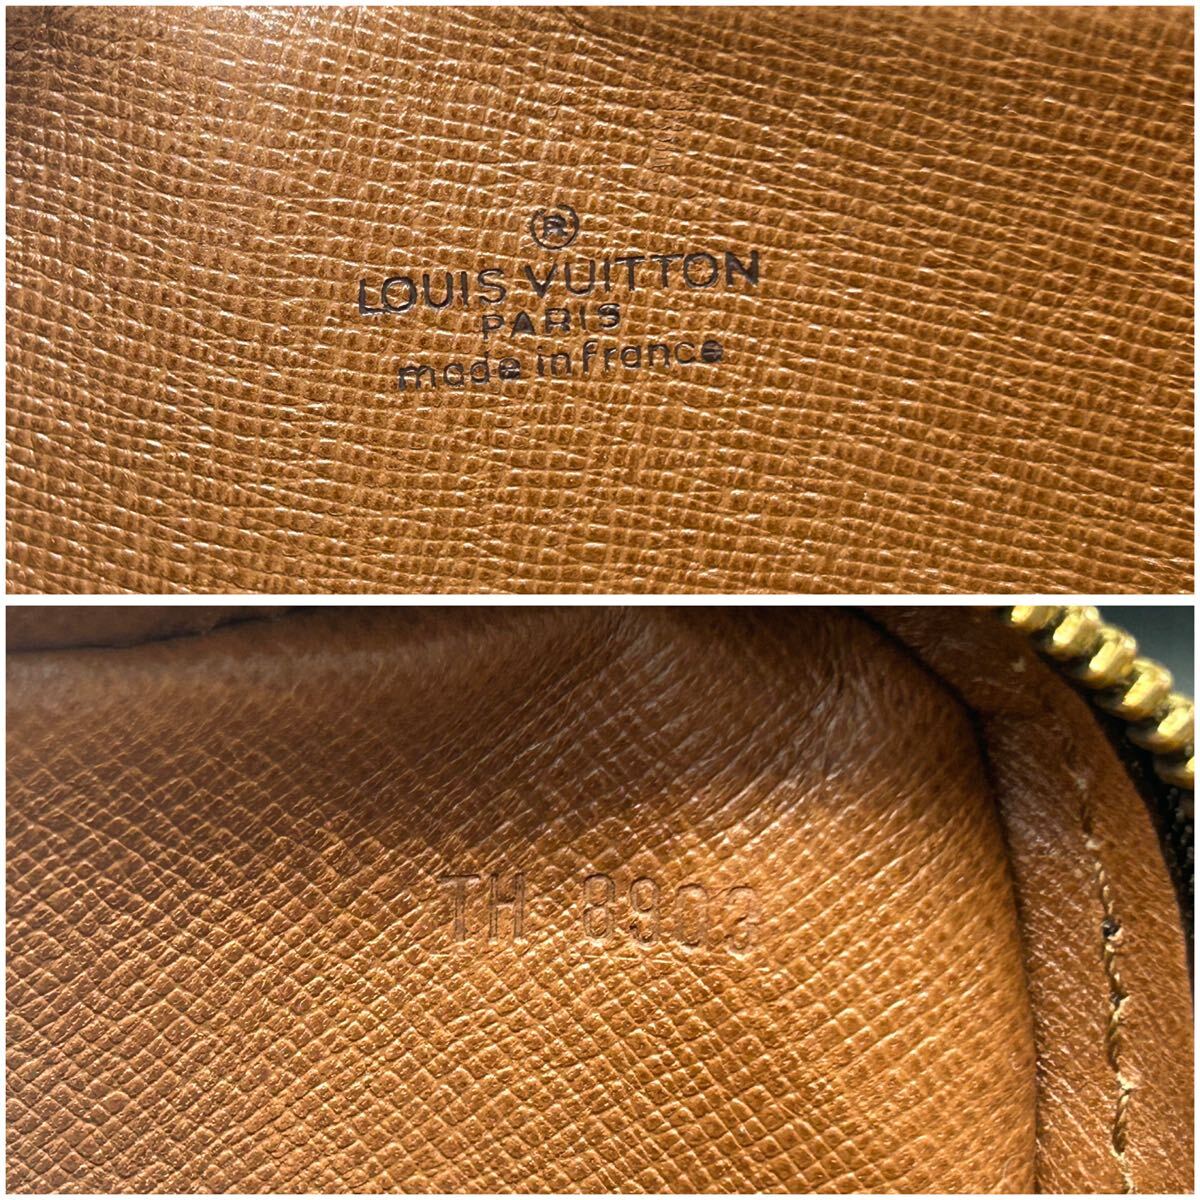 ®
LOUIS VUITTON
PARIS
made in france
TH 8903